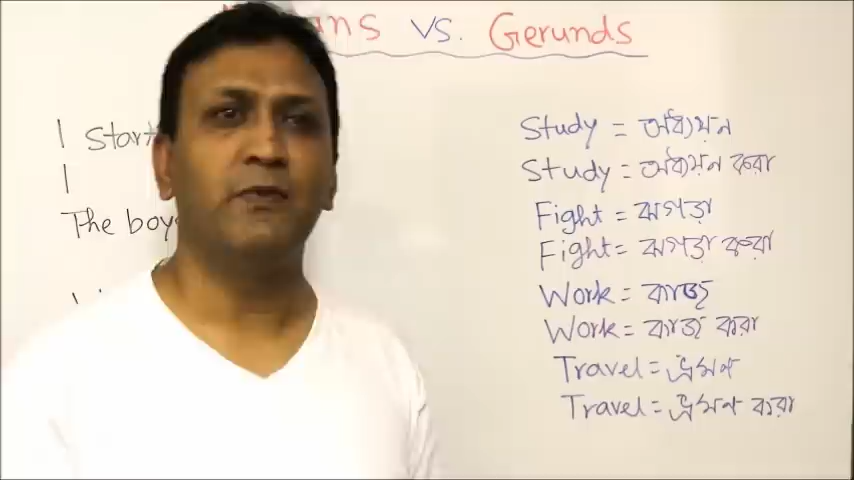 vs. Gerunds
I Start
I
The boy
Study = অধ্যয়ন
Study = অধ্যয়ন করা
Fight = ঝগড়া
Fight = ঝগড়া করা
Work = কাজ
Work = কাজ করা
Travel = ভ্রমণ
Travel = ভ্রমণ করা